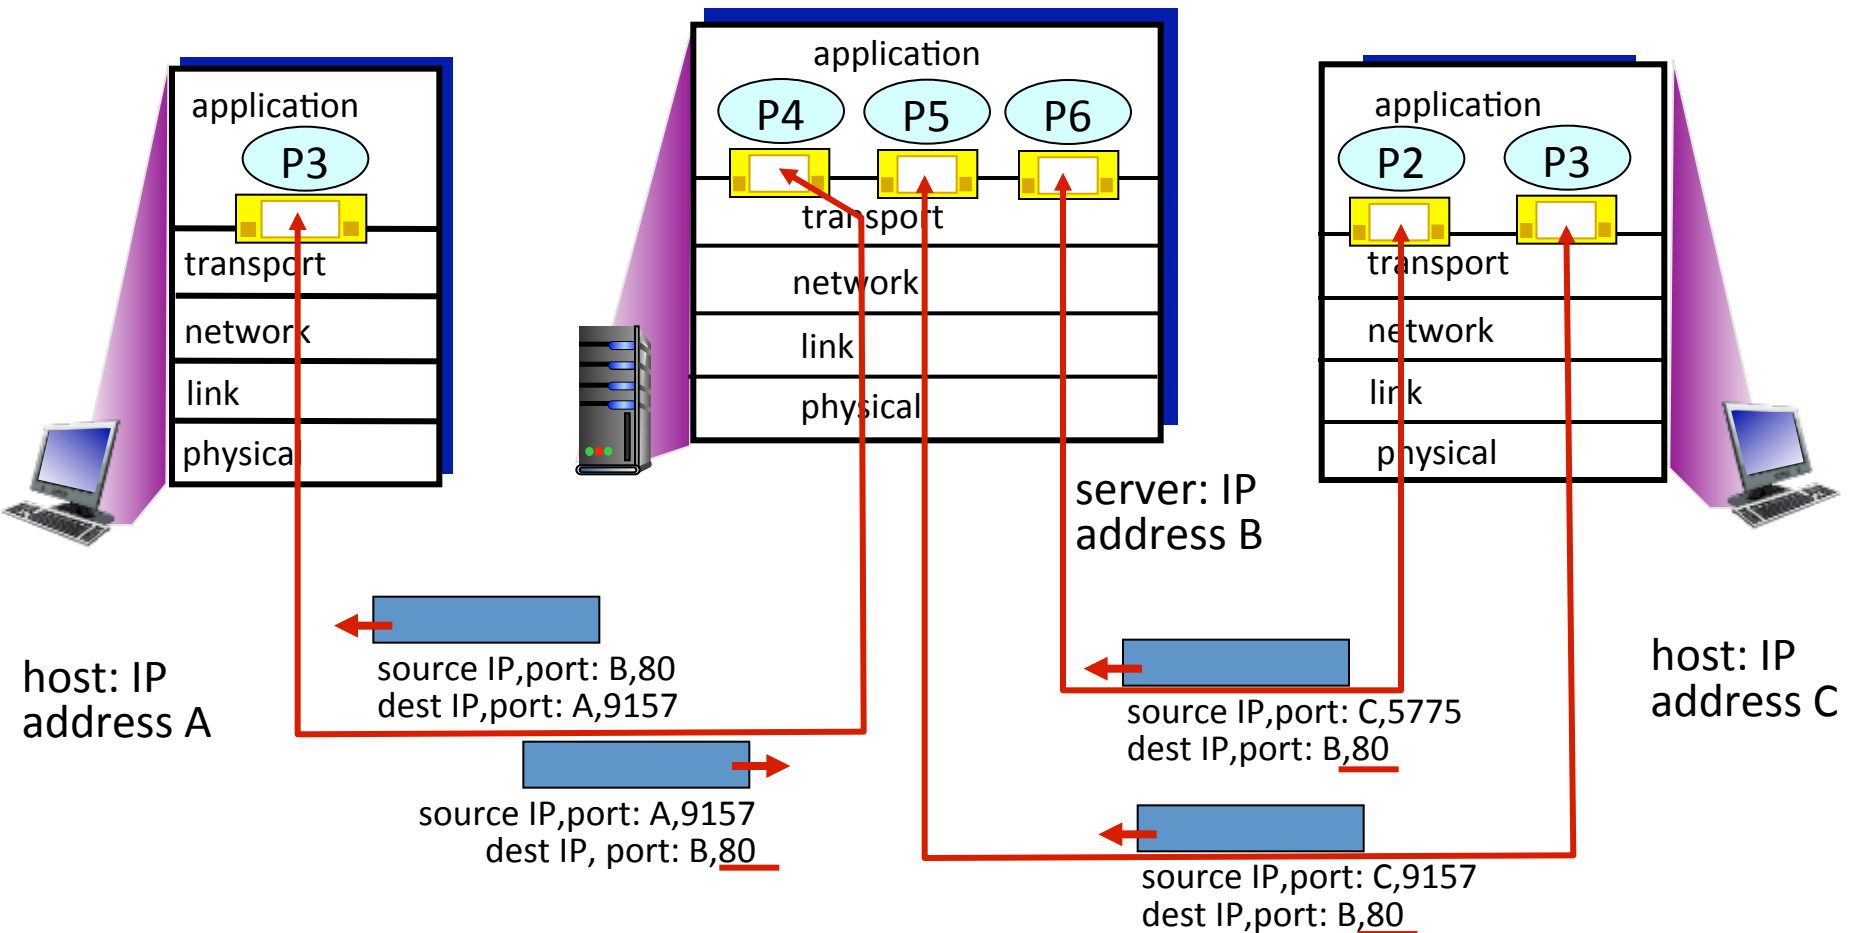 application
P3
transport
network
link
physical
host: IP
address A
application
P4 P5 P6
transport
network
link
physical
server: IP
address B
application
P2 P3
transport
network
link
physical
host: IP
address C
source IP,port: B,80
dest IP,port: A,9157
source IP,port: A,9157
dest IP, port: B,80
source IP,port: C,5775
dest IP,port: B,80
source IP,port: C,9157
dest IP,port: B,80